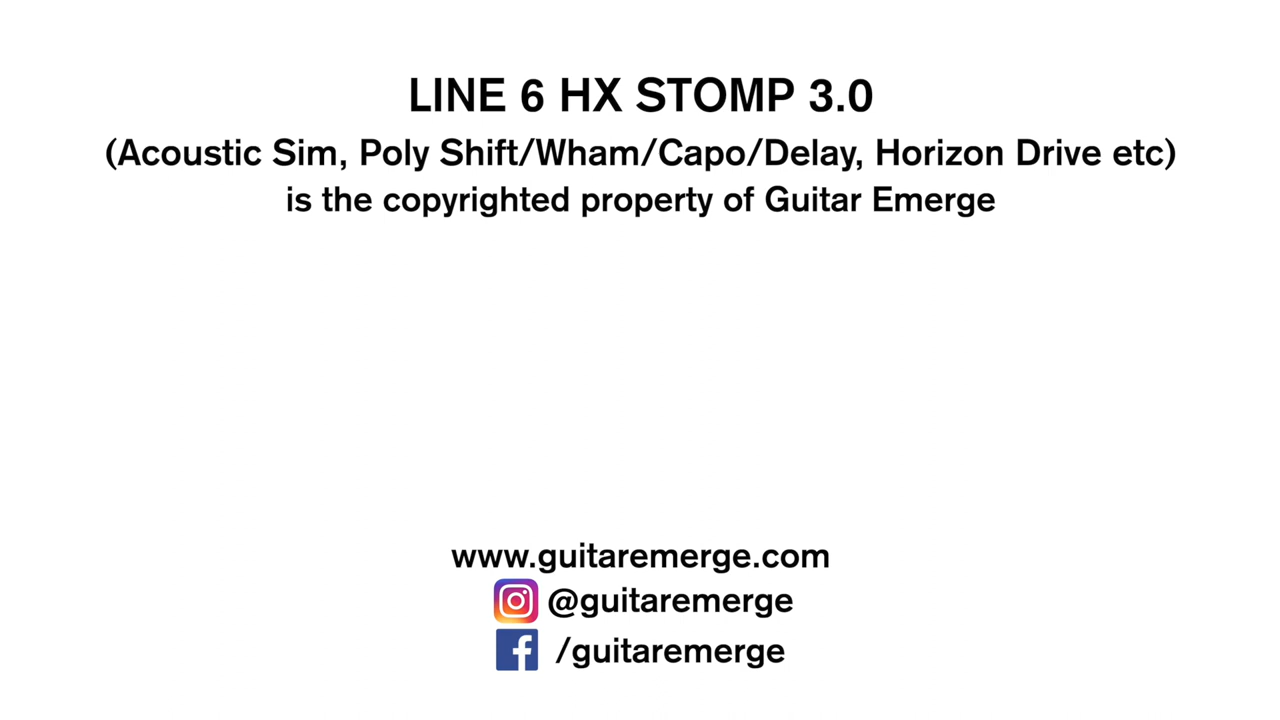 LINE 6 HX STOMP 3.0
(Acoustic Sim, Poly Shift/Wham/Capo/Delay, Horizon Drive etc)
is the copyrighted property of Guitar Emerge
www.guitaremerge.com
@guitaremerge
/guitaremerge